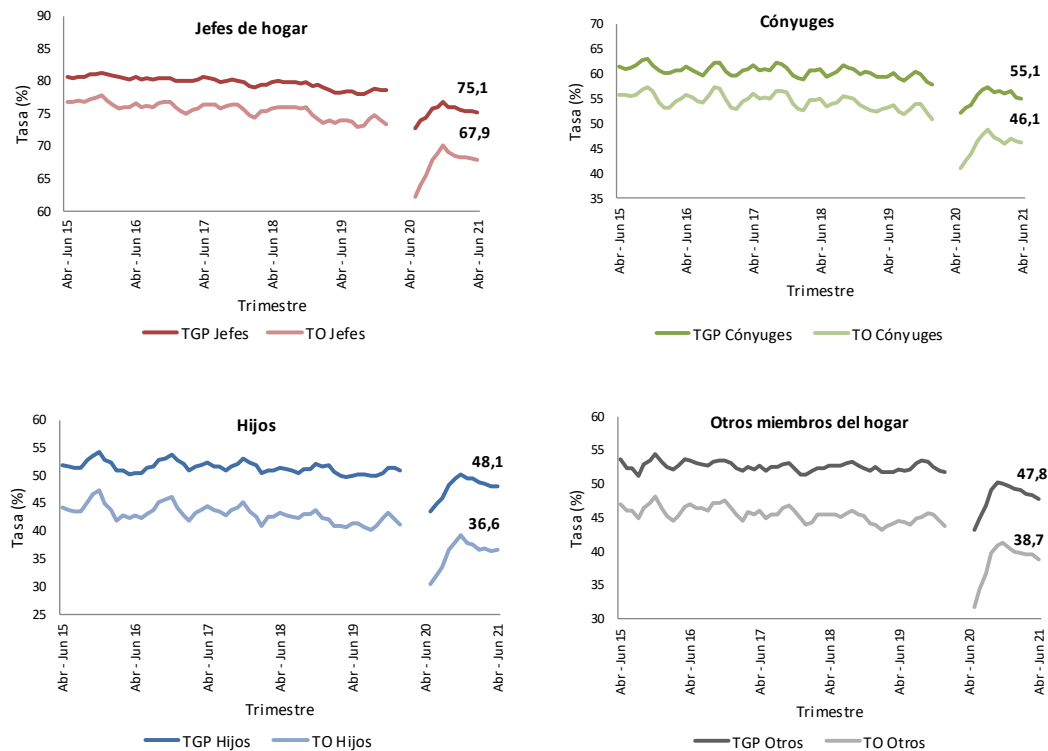 Jefes de hogar
90
85
80
75
70
65
60
Tasa (%)
75,1
67,9
Abr - Jun 15
Abr - Jun 16
Abr - Jun 17
Abr - Jun 18
Abr - Jun 19
Abr - Jun 20
Abr - Jun 21
Trimestre
TGP Jefes TO Jefes
Cónyuges
70
65
60
55
50
45
40
35
Tasa (%)
55,1
46,1
Abr - Jun 15
Abr - Jun 16
Abr - Jun 17
Abr - Jun 18
Abr - Jun 19
Abr - Jun 20
Abr - Jun 21
Trimestre
TGP Cónyuges TO Cónyuges
Hijos
60
55
50
45
40
35
30
25
Tasa (%)
48,1
36,6
Abr - Jun 15
Abr - Jun 16
Abr - Jun 17
Abr - Jun 18
Abr - Jun 19
Abr - Jun 20
Abr - Jun 21
Trimestre
TGP Hijos TO Hijos
Otros miembros del hogar
60
55
50
45
40
35
30
Tasa (%)
47,8
38,7
Abr - Jun 15
Abr - Jun 16
Abr - Jun 17
Abr - Jun 18
Abr - Jun 19
Abr - Jun 20
Abr - Jun 21
Trimestre
TGP Otros TO Otros